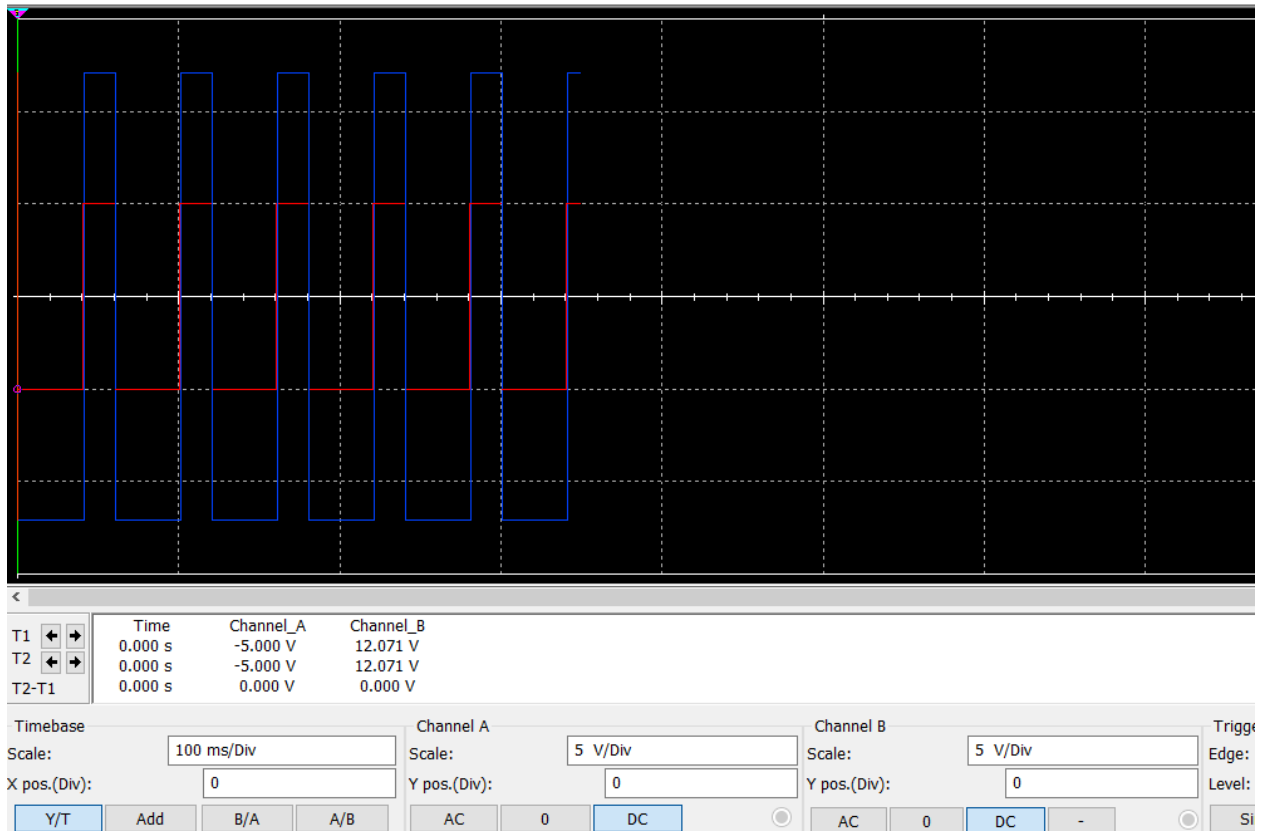 Time Channel_A Channel_B
T1 0.000 s -5.000 V 12.071 V
T2 0.000 s -5.000 V 12.071 V
T2-T1 0.000 s 0.000 V 0.000 V
Timebase
Scale: 100 ms/Div
X pos.(Div): 0
Y/T Add B/A A/B
Channel A
Scale: 5 V/Div
Y pos.(Div): 0
AC 0 DC
Channel B
Scale: 5 V/Div
Y pos.(Div): 0
AC 0 DC -
Trigge
Edge:
Level:
Si